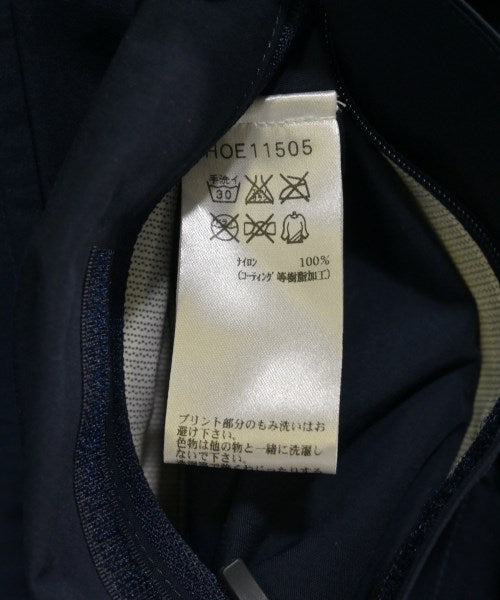 HOE11505
手洗イ
30
ナイロン 100%
(コーティング等樹脂加工)
プリント部分のもみ洗いはお
避け下さい。
色物は他の物と一緒に洗濯し
ないで下さい。